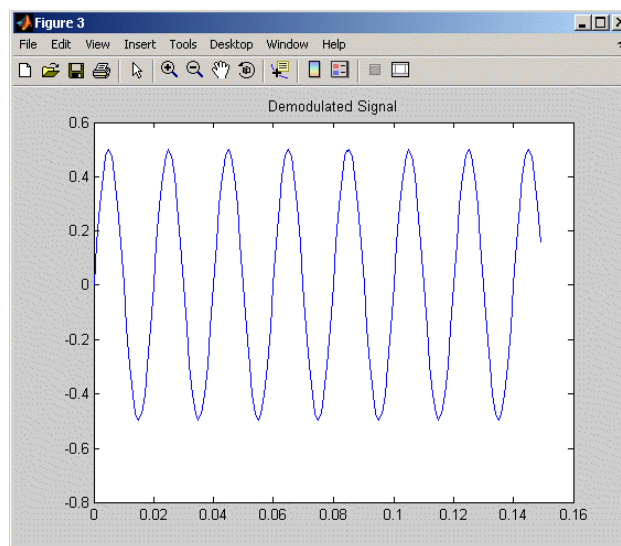 Figure 3
File Edit View Insert Tools Desktop Window Help
Demodulated Signal
0.6
0.4
0.2
0
-0.2
-0.4
-0.6
-0.8
0 0.02 0.04 0.06 0.08 0.1 0.12 0.14 0.16